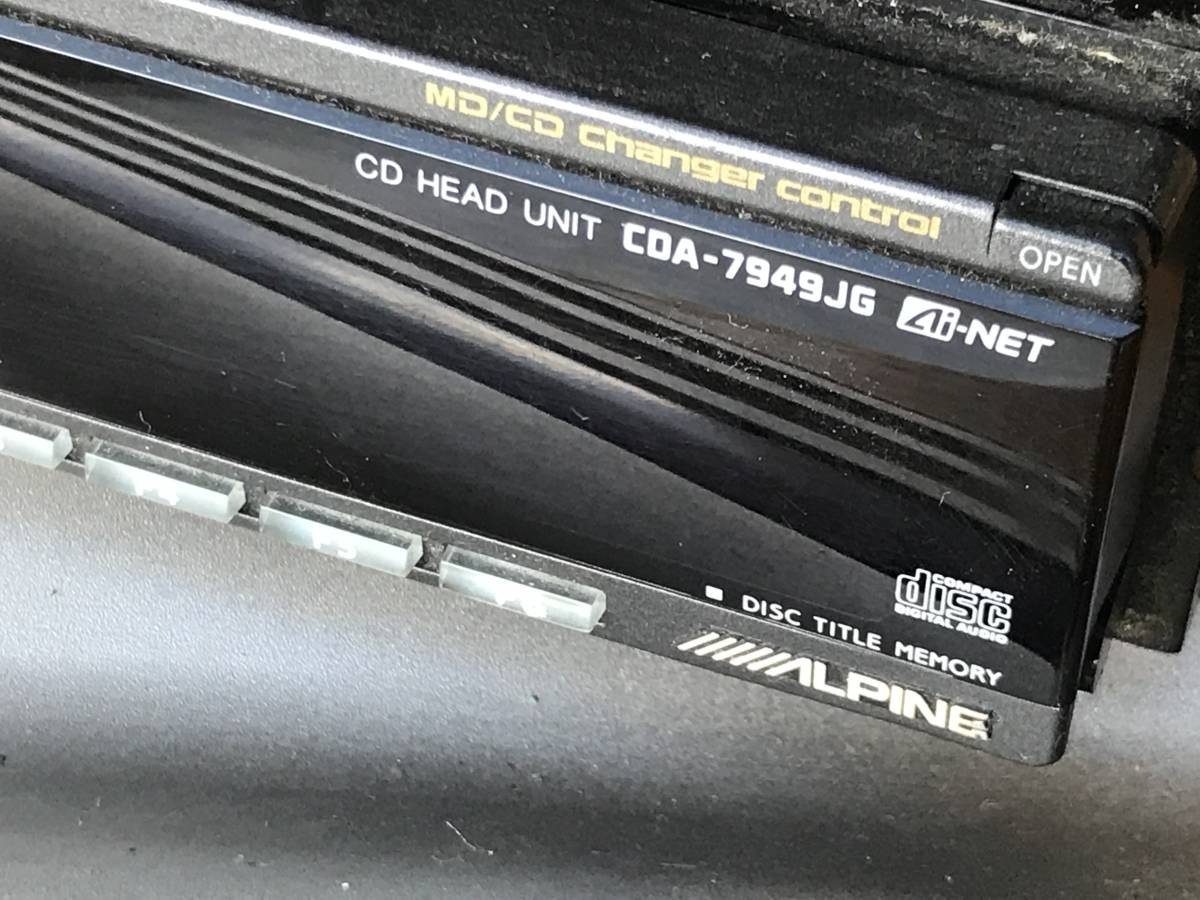 MD/CD Changer control
OPEN
CD HEAD UNIT CDA-7949JG Ai-NET
COMPACT
disc
DIGITAL AUDIO
DISC TITLE MEMORY
ALPINE